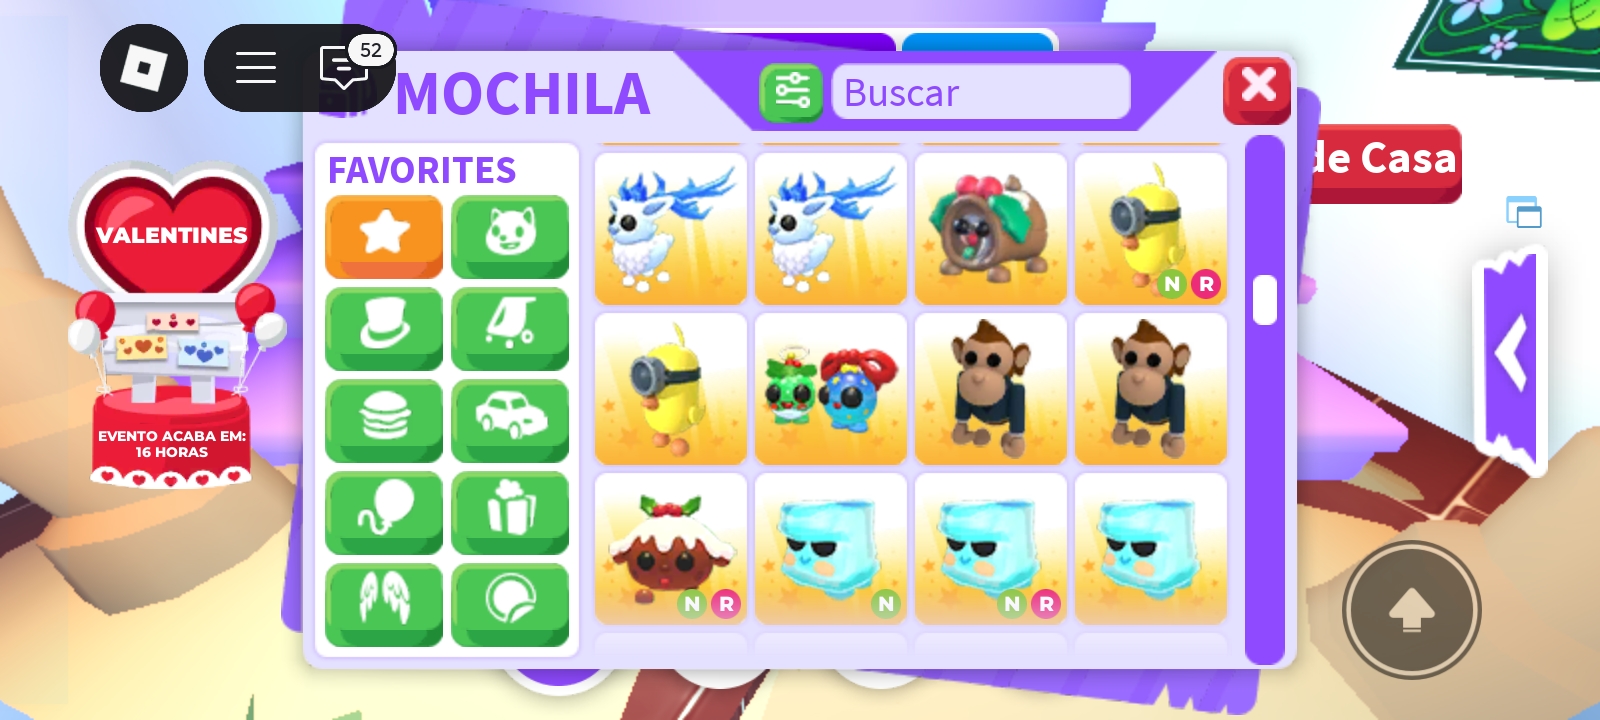 52
MOCHILA
Buscar
de Casa
FAVORITES
VALENTINES
EVENTO ACABA EM:
16 HORAS
N R
N R
N
N R